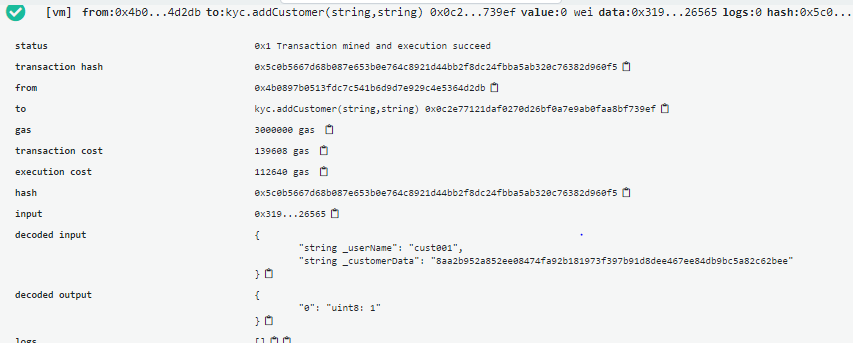 [vm] from:0x4b0...4d2db to:kyc.addCustomer(string,string) 0x0c2...739ef value:0 wei data:0x319...26565 logs:0 hash:0x5c0...
status 0x1 Transaction mined and execution succeed
transaction hash 0x5c0b5667d68b087e653b0e764c8921d44bb2f8dc24fbba5ab320c76382d960f5
from 0x4b0897b0513fdc7c541b6d9d7e929c4e5364d2db
to kyc.addCustomer(string,string) 0x0c2e77121daf0270d26bf0a7e9ab0faa8bf739ef
gas 3000000 gas
transaction cost 139608 gas
execution cost 112640 gas
hash 0x5c0b5667d68b087e653b0e764c8921d44bb2f8dc24fbba5ab320c76382d960f5
input 0x319...26565
decoded input {
"string _userName": "cust001",
"string _customerData": "8aa2b952a852ee08474fa92b181973f397b91d8dee467ee84db9bc5a82c62bee"
}
decoded output {
"0": "uint8: 1"
}
logs []